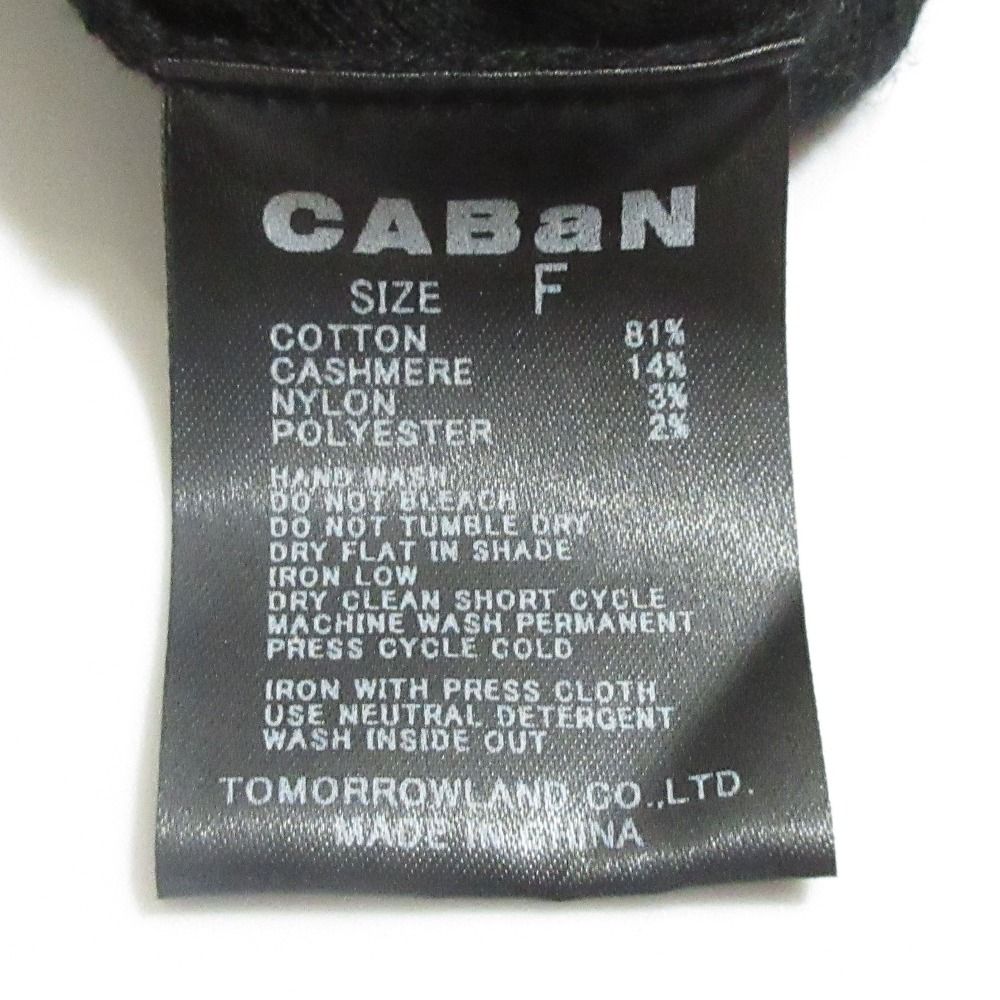 CABaN
SIZE F
COTTON 81%
CASHMERE 14%
NYLON 3%
POLYESTER 2%
HAND WASH
DO NOT BLEACH
DO NOT TUMBLE DRY
DRY FLAT IN SHADE
IRON LOW
DRY CLEAN SHORT CYCLE
MACHINE WASH PERMANENT
PRESS CYCLE COLD
IRON WITH PRESS CLOTH
USE NEUTRAL DETERGENT
WASH INSIDE OUT
TOMORROWLAND CO.,LTD.
MADE IN CHINA